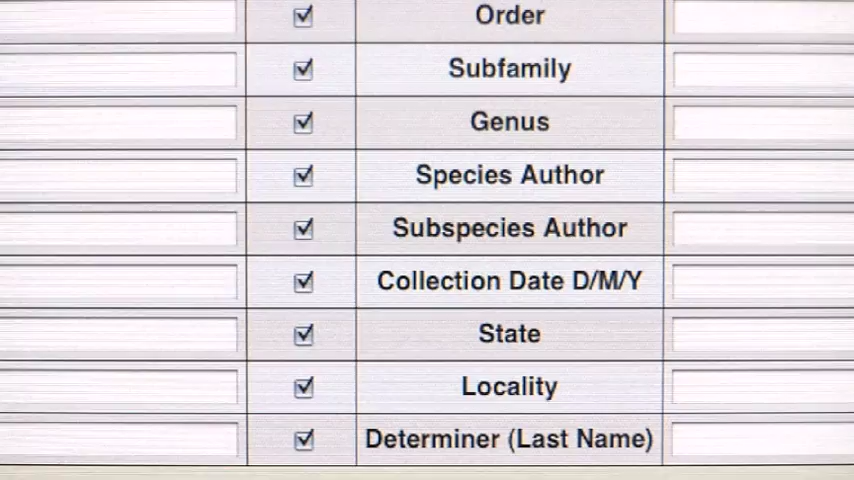 Order
Subfamily
Genus
Species Author
Subspecies Author
Collection Date D/M/Y
State
Locality
Determiner (Last Name)